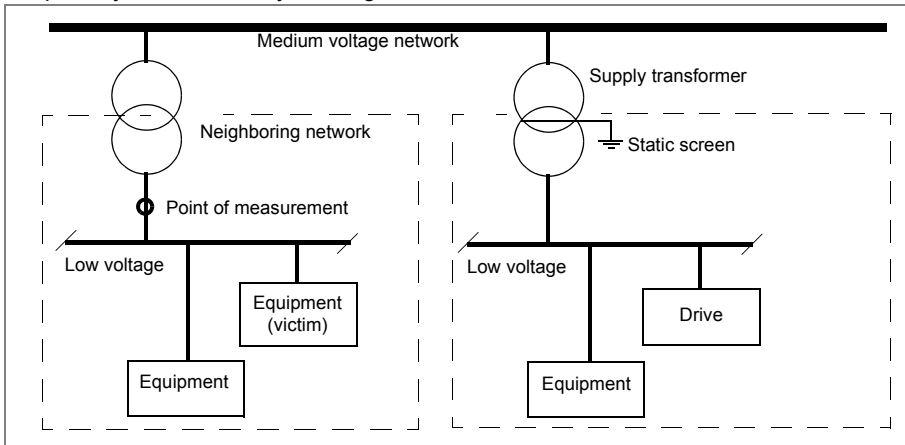 Medium voltage network
Supply transformer
Neighboring network
Static screen
Point of measurement
Low voltage
Low voltage
Equipment
(victim)
Drive
Equipment
Equipment